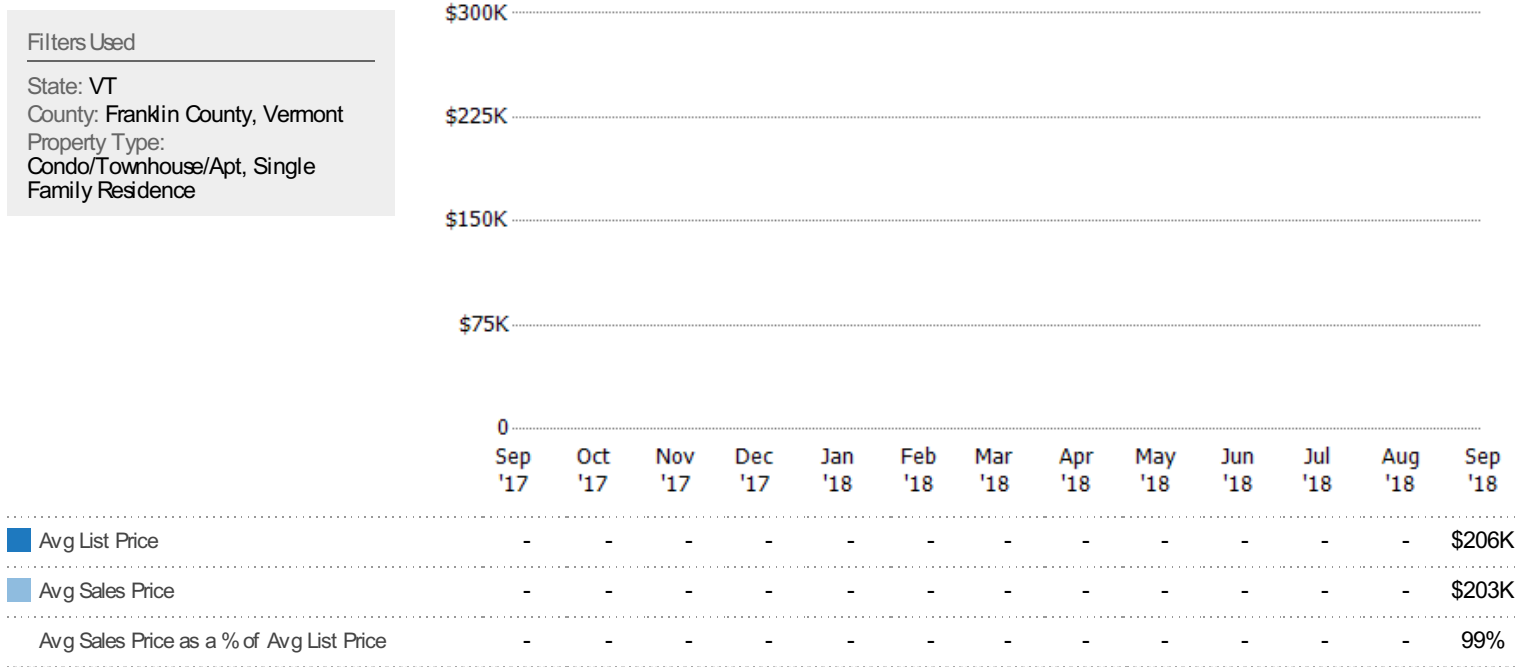 Filters Used
State: VT
County: Franklin County, Vermont
Property Type:
Condo/Townhouse/Apt, Single
Family Residence
$300K
$225K
$150K
$75K
0
Sep Oct Nov Dec Jan Feb Mar Apr May Jun Jul Aug Sep
'17 '17 '17 '17 '18 '18 '18 '18 '18 '18 '18 '18 '18
Avg List Price - - - - - - - - - - - - $206K
Avg Sales Price - - - - - - - - - - - - $203K
Avg Sales Price as a % of Avg List Price - - - - - - - - - - - - 99%